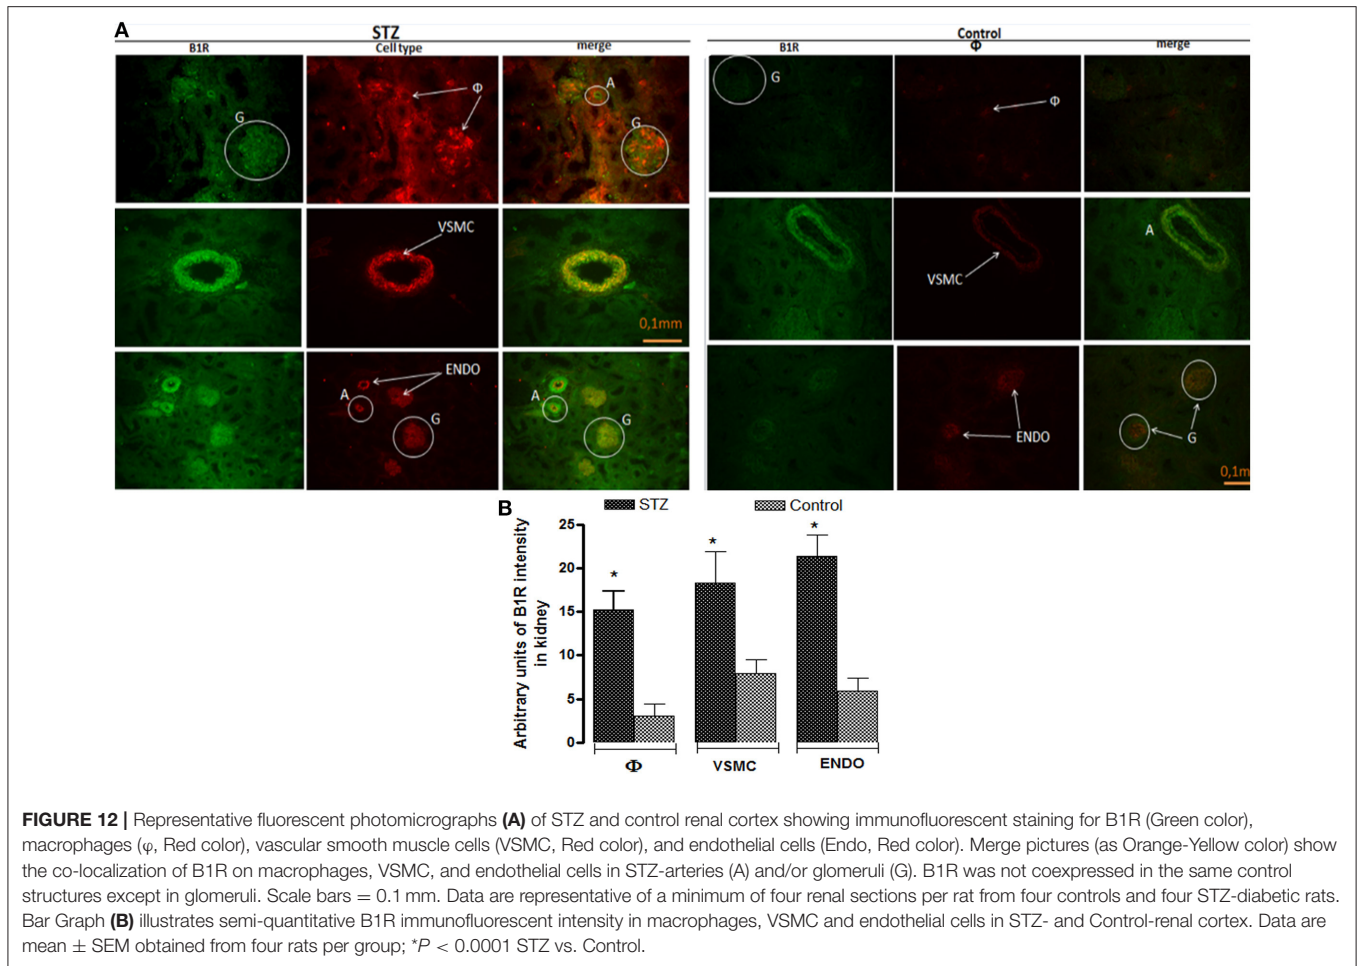 A
STZ
B1R
Cell type
merge
Control
B1R
Φ
merge
G
Φ
A
G
G
Φ
VSMC
0,1mm
VSMC
A
A
ENDO
G
A
G
ENDO
G
0,1m
B
STZ
Control
Arbitrary units of B1R intensity
in kidney
25
20
15
10
5
0
*
*
*
Φ
VSMC
ENDO
FIGURE 12 | Representative fluorescent photomicrographs (A) of STZ and control renal cortex showing immunofluorescent staining for B1R (Green color),
macrophages (φ, Red color), vascular smooth muscle cells (VSMC, Red color), and endothelial cells (Endo, Red color). Merge pictures (as Orange-Yellow color) show
the co-localization of B1R on macrophages, VSMC, and endothelial cells in STZ-arteries (A) and/or glomeruli (G). B1R was not coexpressed in the same control
structures except in glomeruli. Scale bars = 0.1 mm. Data are representative of a minimum of four renal sections per rat from four controls and four STZ-diabetic rats.
Bar Graph (B) illustrates semi-quantitative B1R immunofluorescent intensity in macrophages, VSMC and endothelial cells in STZ- and Control-renal cortex. Data are
mean ± SEM obtained from four rats per group; *P < 0.0001 STZ vs. Control.